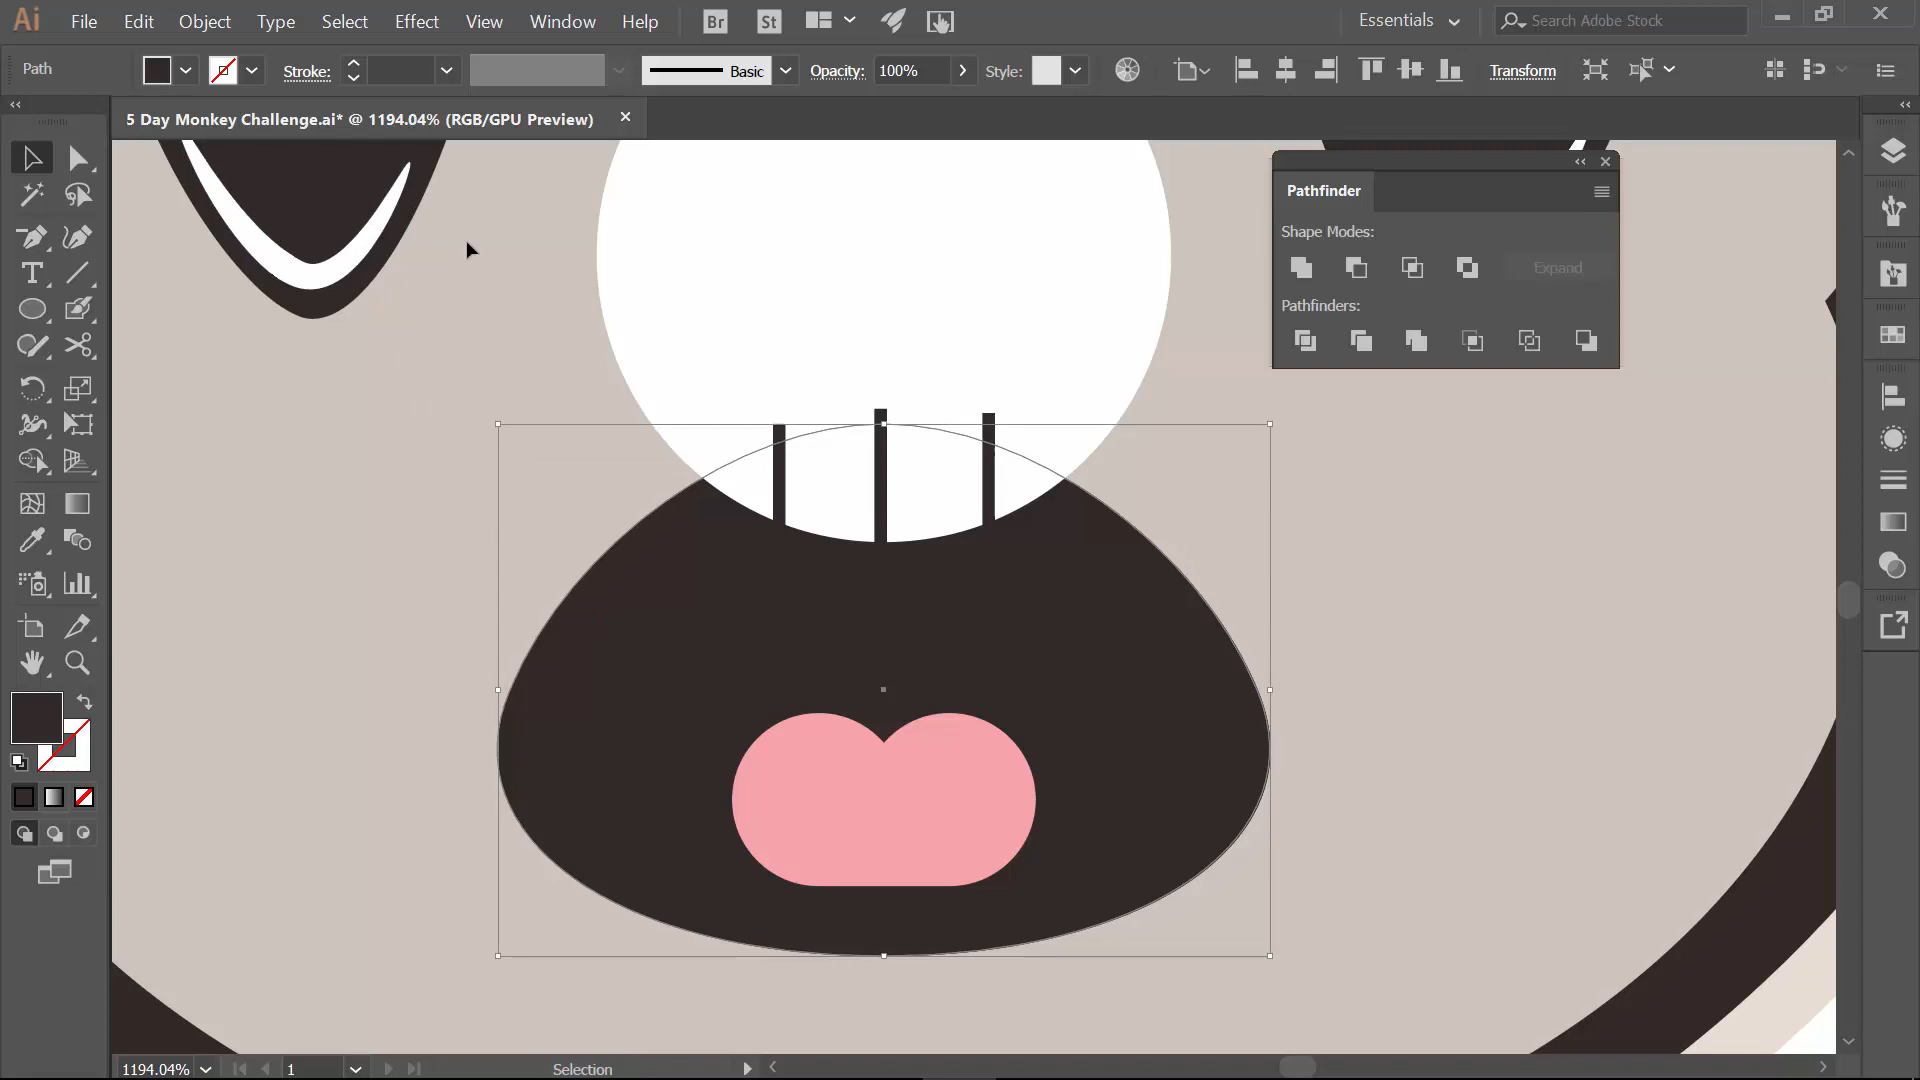 Ai File Edit Object Type Select Effect View Window Help Br St Essentials Search Adobe Stock
Path Stroke: Basic Opacity: 100% Style: Transform
5 Day Monkey Challenge.ai* @ 1194.04% (RGB/GPU Preview)
Pathfinder
Shape Modes:
Expand
Pathfinders:
1194.04% 1 Selection